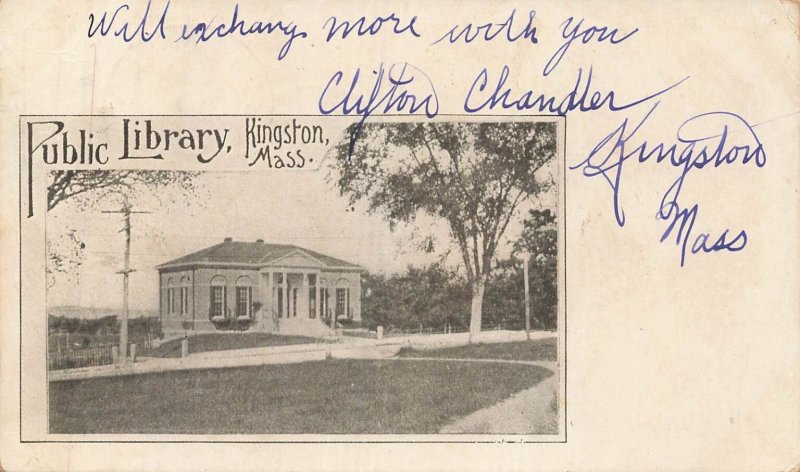 Will exchang more with you
Clifton Chandler
Kingston
Mass
Public Library, Kingston,
Mass.